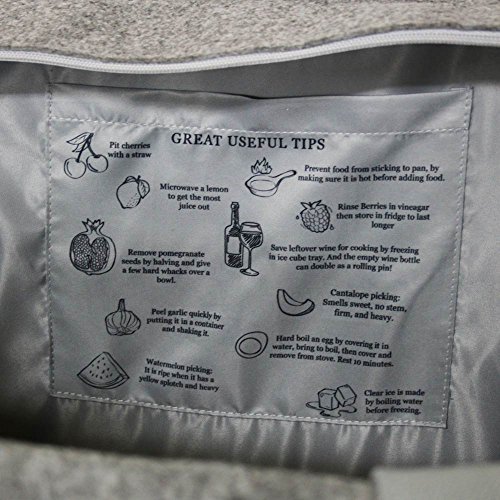 GREAT USEFUL TIPS
Pit cherries
with a straw
Prevent food from sticking to pan, by
making sure it is hot before adding food.
Microwave a lemon
to get the most
juice out
Rinse Berries in vineagar
then store in fridge to last
longer
Remove pomegranate
seeds by halving and give
a few hard whacks over a
bowl.
Save leftover wine for cooking by freezing
in ice cube tray. And the empty wine bottle
can double as a rolling pin!
Cantalope picking:
Smells sweet, no stem,
firm, and heavy.
Peel garlic quickly by
putting it in a container
and shaking it.
Hard boil an egg by covering it in
water, bring to boil, then cover and
remove from stove. Rest 10 minutes.
Watermelon picking:
It is ripe when it has a
yellow splotch and heavy
Clear ice is made
by boiling water
before freezing.